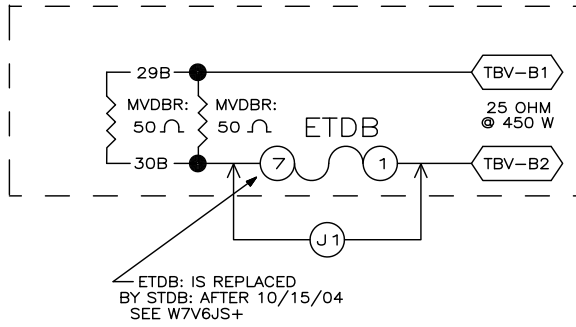 29B
TBV-B1
MVDBR:
50 Ω
MVDBR:
50 Ω
ETDB
25 OHM
@ 450 W
30B
7
1
TBV-B2
J1
ETDB: IS REPLACED
BY STDB: AFTER 10/15/04
SEE W7V6JS+